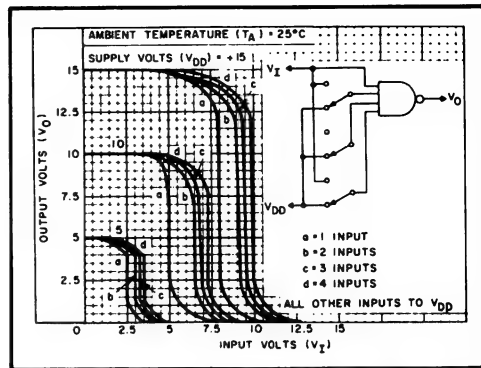 AMBIENT TEMPERATURE (TA) = 25°C
SUPPLY VOLTS (VDD) = +15
15
12.5
10
7.5
5
2.5
0
OUTPUT VOLTS (VO)
10
5
d
c
a
b
d
c
a
b
d
a
b
c
VI
VO
VDD
a = 1 INPUT
b = 2 INPUTS
c = 3 INPUTS
d = 4 INPUTS
ALL OTHER INPUTS TO VDD
2.5 5 7.5 10 12.5 15
INPUT VOLTS (VI)